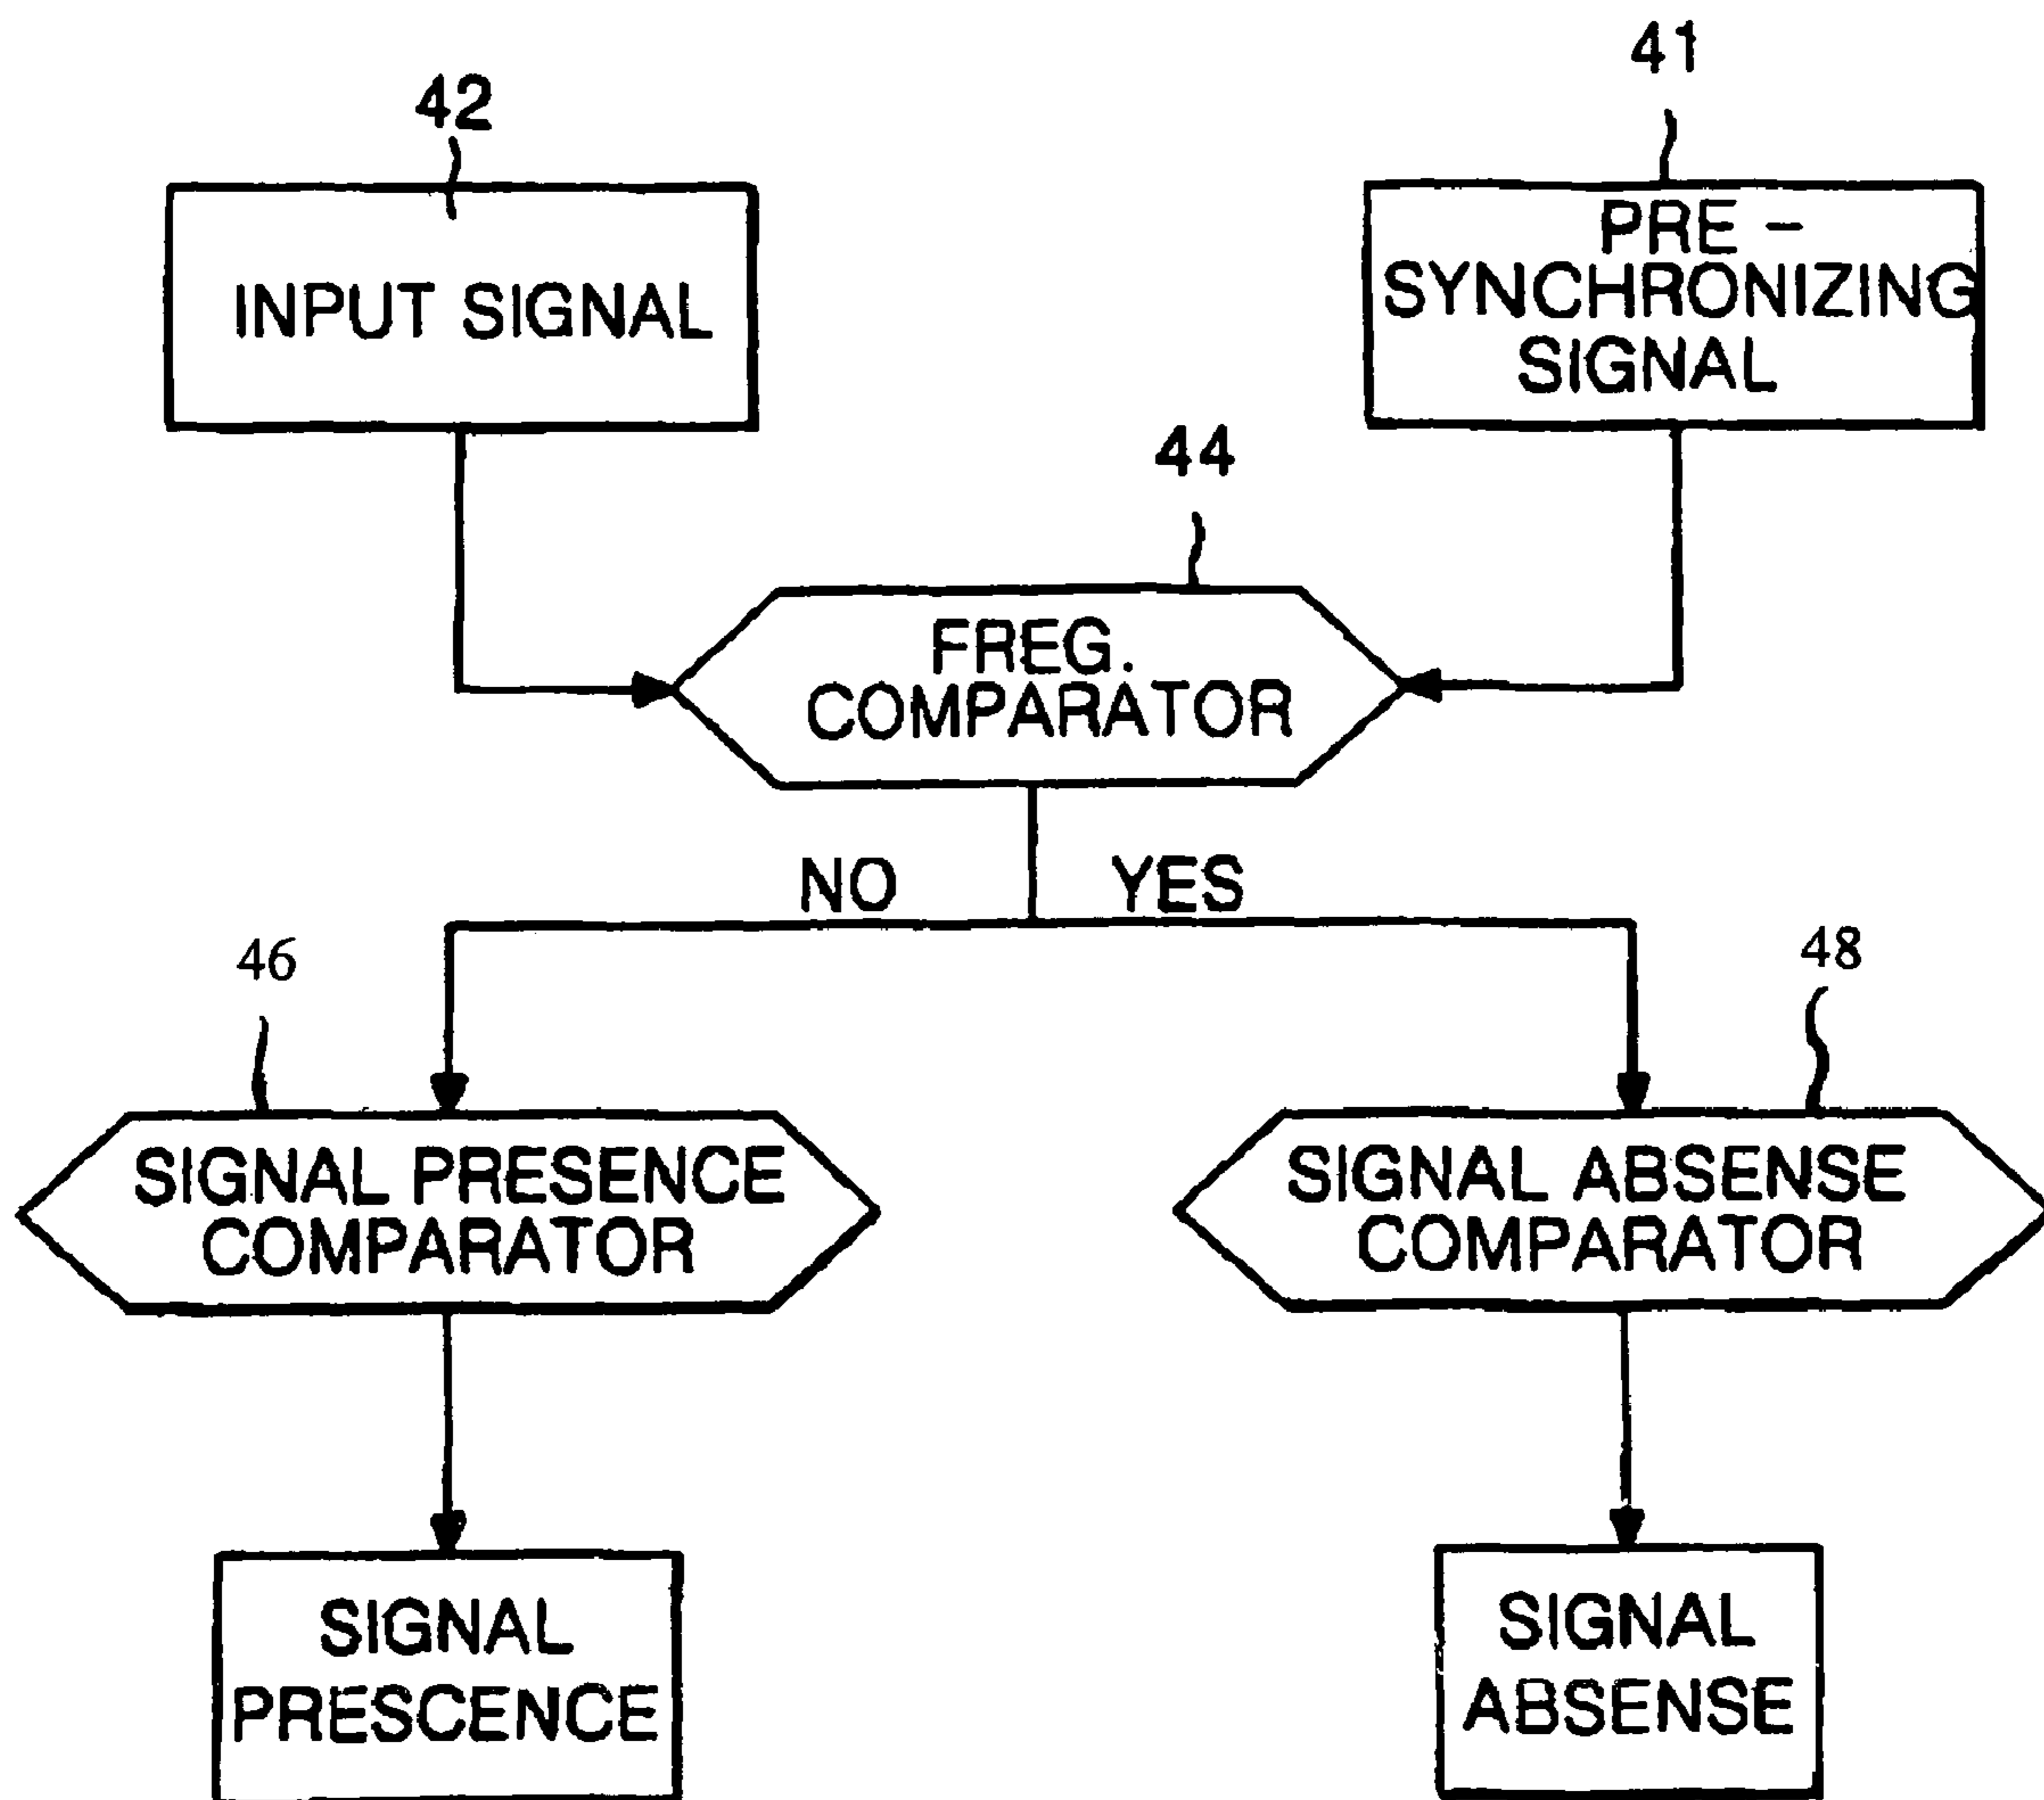 41
42
INPUT SIGNAL
PRE -
SYNCHRONIZING
SIGNAL
44
FREG.
COMPARATOR
NO
YES
46
48
SIGNAL PRESENCE
COMPARATOR
SIGNAL ABSENSE
COMPARATOR
SIGNAL
PRESCENCE
SIGNAL
ABSENSE